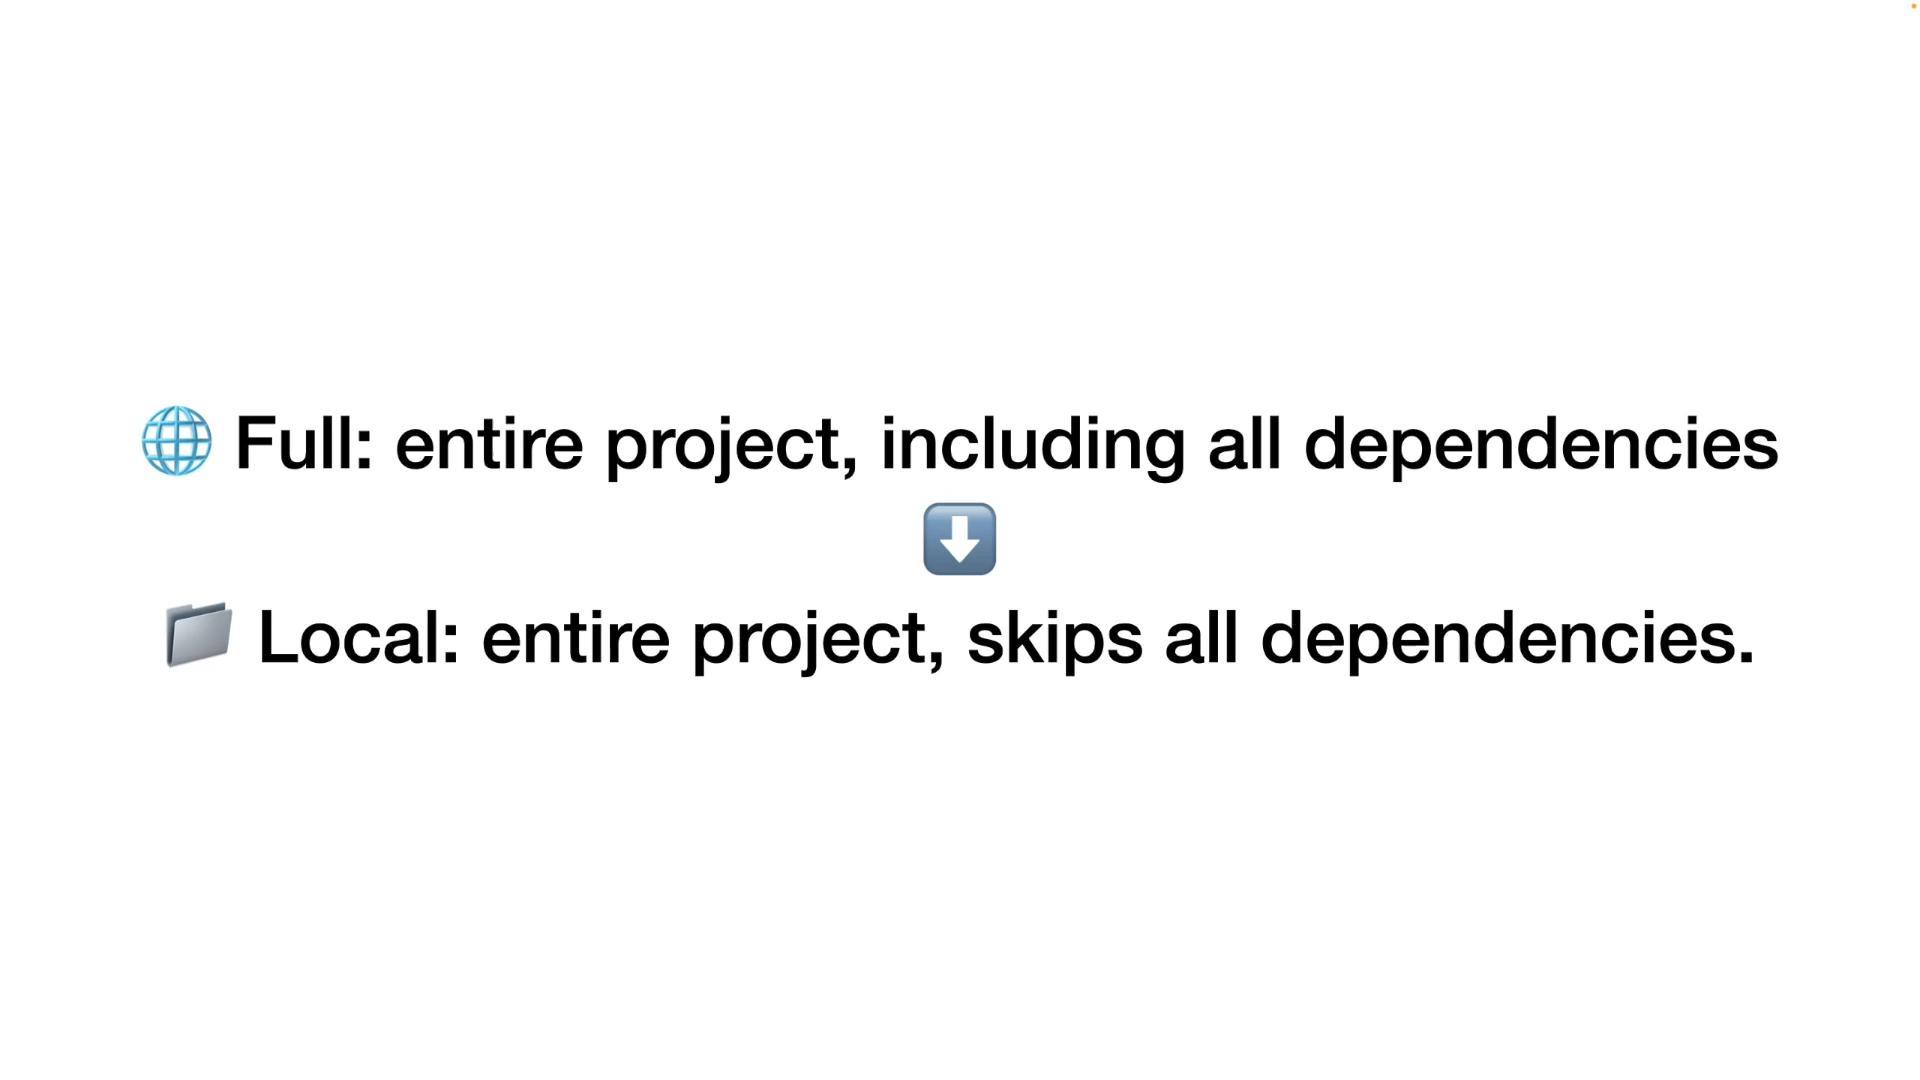 🌐 Full: entire project, including all dependencies
⬇️
📁 Local: entire project, skips all dependencies.